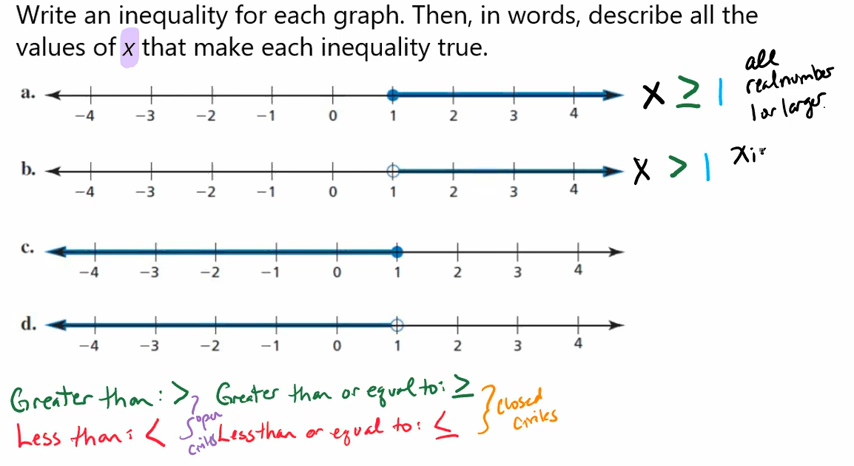 Write an inequality for each graph. Then, in words, describe all the
values of x that make each inequality true.
a. -4 -3 -2 -1 0 1 2 3 4 x ≥ 1 all
real number
1 or larger.
b. -4 -3 -2 -1 0 1 2 3 4 x > 1
c. -4 -3 -2 -1 0 1 2 3 4
d. -4 -3 -2 -1 0 1 2 3 4
Greater than: > Greater than or equal to: ≥ closed
Less than: < open Less than or equal to: ≤